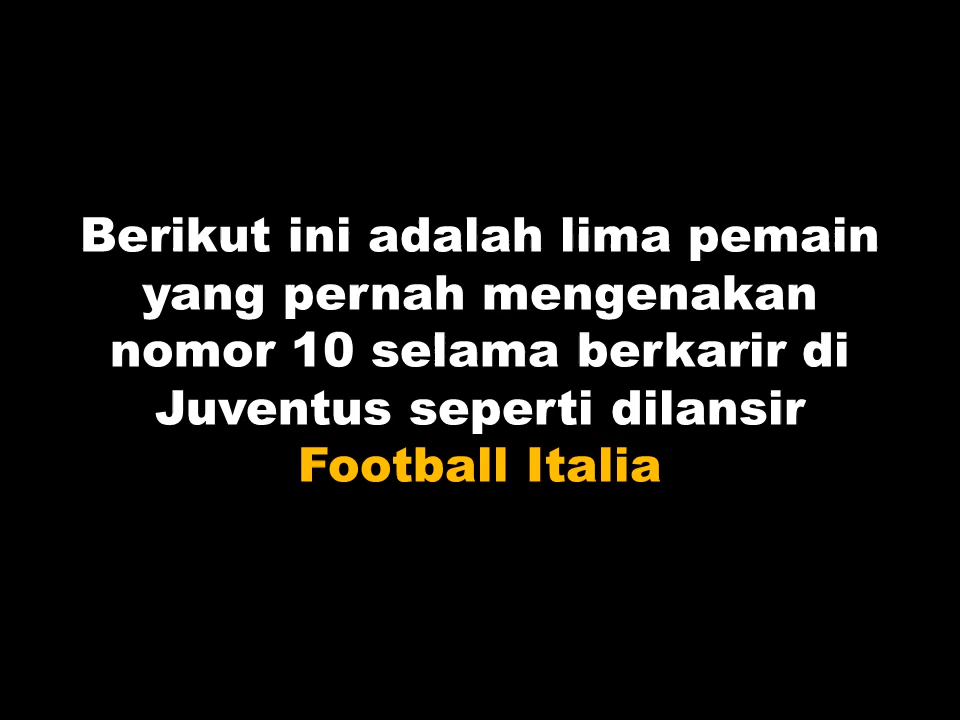 Berikut ini adalah lima pemain
yang pernah mengenakan
nomor 10 selama berkarir di
Juventus seperti dilansir
Football Italia